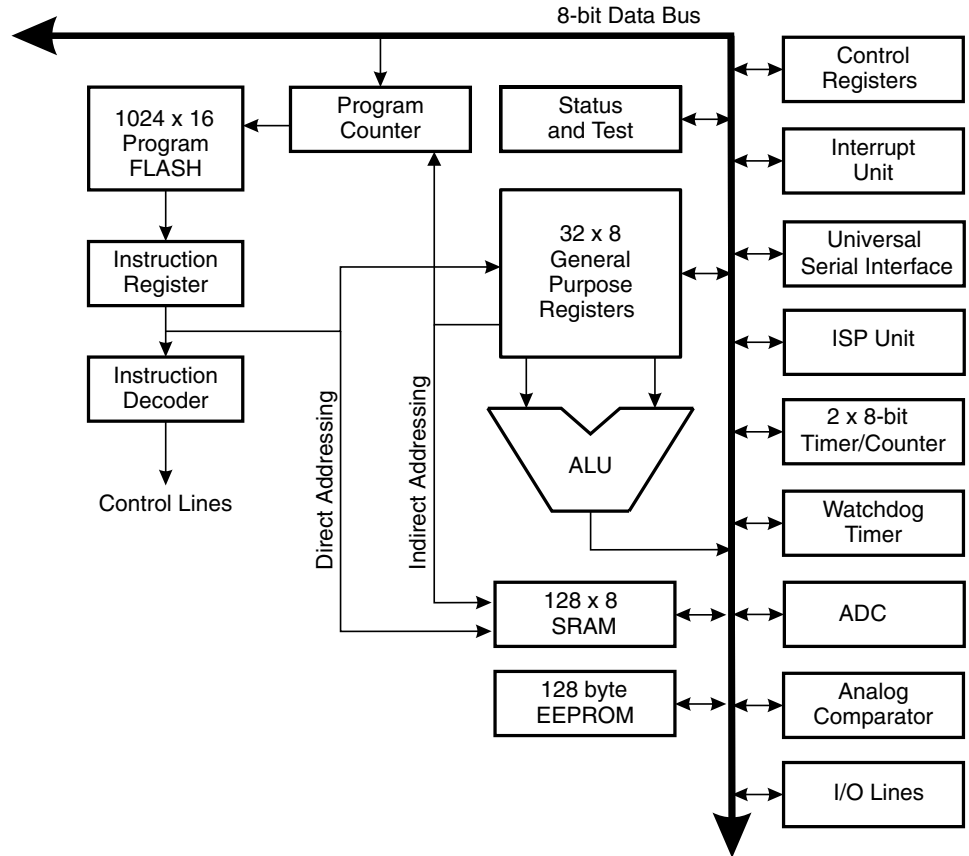 8-bit Data Bus
1024 x 16
Program
FLASH
Program
Counter
Instruction
Register
Instruction
Decoder
Control Lines
Direct Addressing
Indirect Addressing
Status
and Test
32 x 8
General
Purpose
Registers
ALU
128 x 8
SRAM
128 byte
EEPROM
Control
Registers
Interrupt
Unit
Universal
Serial Interface
ISP Unit
2 x 8-bit
Timer/Counter
Watchdog
Timer
ADC
Analog
Comparator
I/O Lines